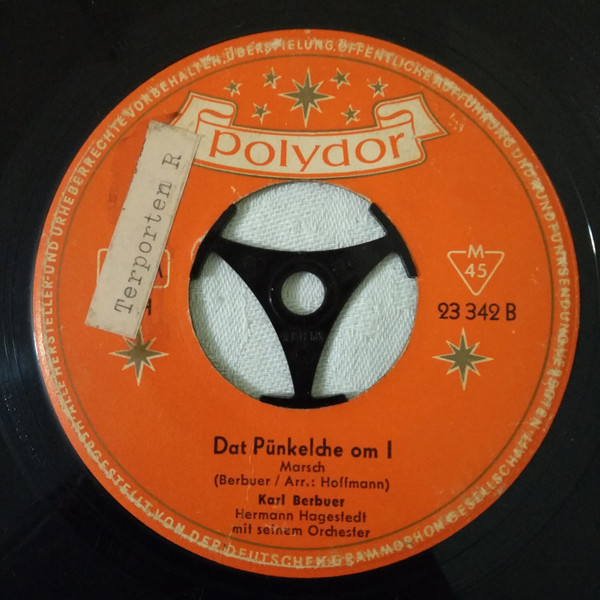 ALLE HERSTELLER- UND URHEBERRECHTE VORBEHALTEN. ÜBERSPIELUNG, ÖFFENTLICHE AUFFÜHRUNG UND RUNDFUNKSENDUNG
polydor
Terporten R
M
45
23 342 B
Dat Pünkelche om I
Marsch
(Berbuer / Arr.: Hoffmann)
Karl Berbuer
Hermann Hagestedt
mit seinem Orchester
HERGESTELLT VON DER DEUTSCHEN GRAMMOPHON GESELLSCHAFT